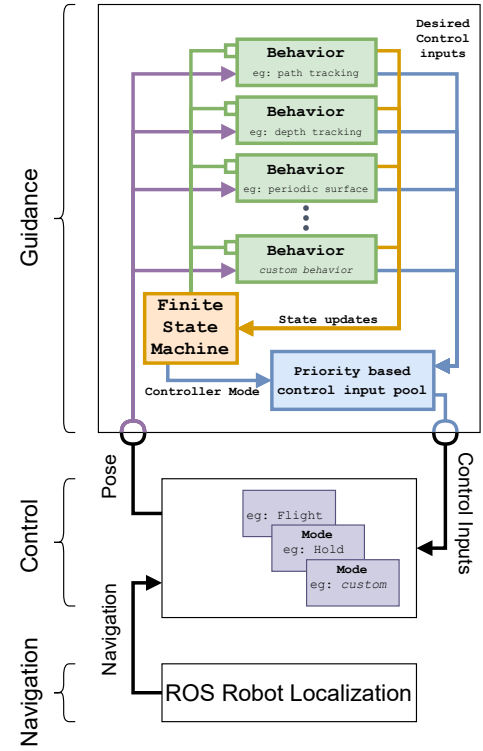 Desired
Control
inputs
Behavior
eg: path tracking
Behavior
eg: depth tracking
Behavior
eg: periodic surface
Behavior
custom behavior
Finite
State
Machine
State updates
Controller Mode
Priority based
control input pool
Guidance
Pose
Control Inputs
Control
eg: Flight
Mode
eg: Hold
Mode
eg: custom
Navigation
Navigation
ROS Robot Localization